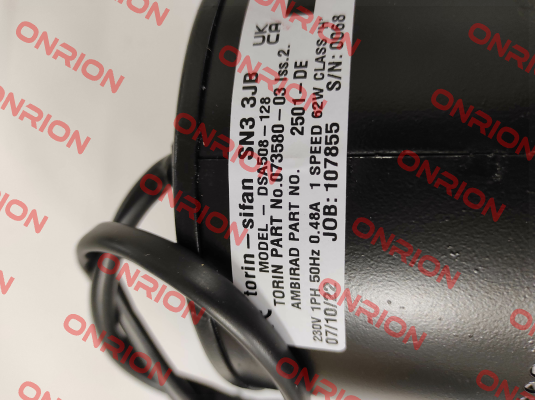 torin-sifan SN3 3JB
UK
CA
MODEL - DSA508-128
TORIN PART No.073580-03 Iss.2.
AMBIRAD PART NO. 2501- DE
230V 1PH 50Hz 0.48A 1 SPEED 62W CLASS "H"
JOB: 107855 S/N: 0068
07/10/22
ONRION